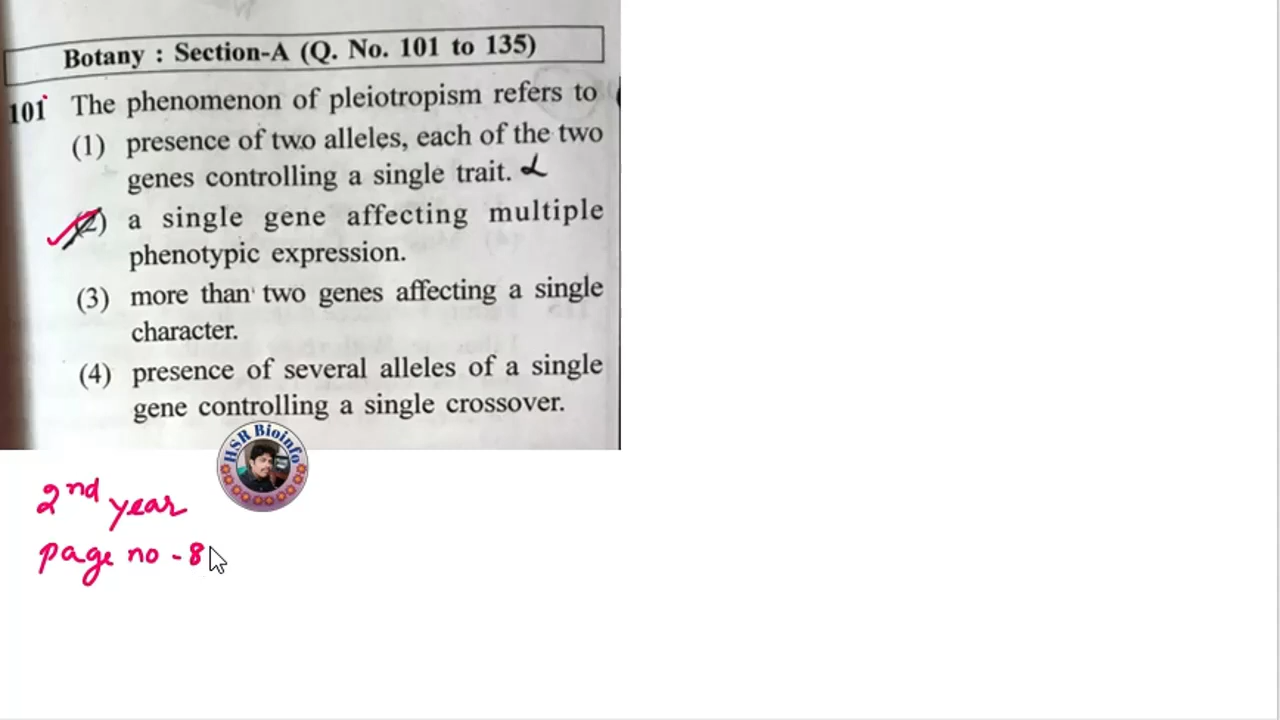 Botany : Section-A (Q. No. 101 to 135)
101 The phenomenon of pleiotropism refers to
(1) presence of two alleles, each of the two
genes controlling a single trait.
(2) a single gene affecting multiple
phenotypic expression.
(3) more than two genes affecting a single
character.
(4) presence of several alleles of a single
gene controlling a single crossover.
HSR Bioinfo
2nd year
page no - 8